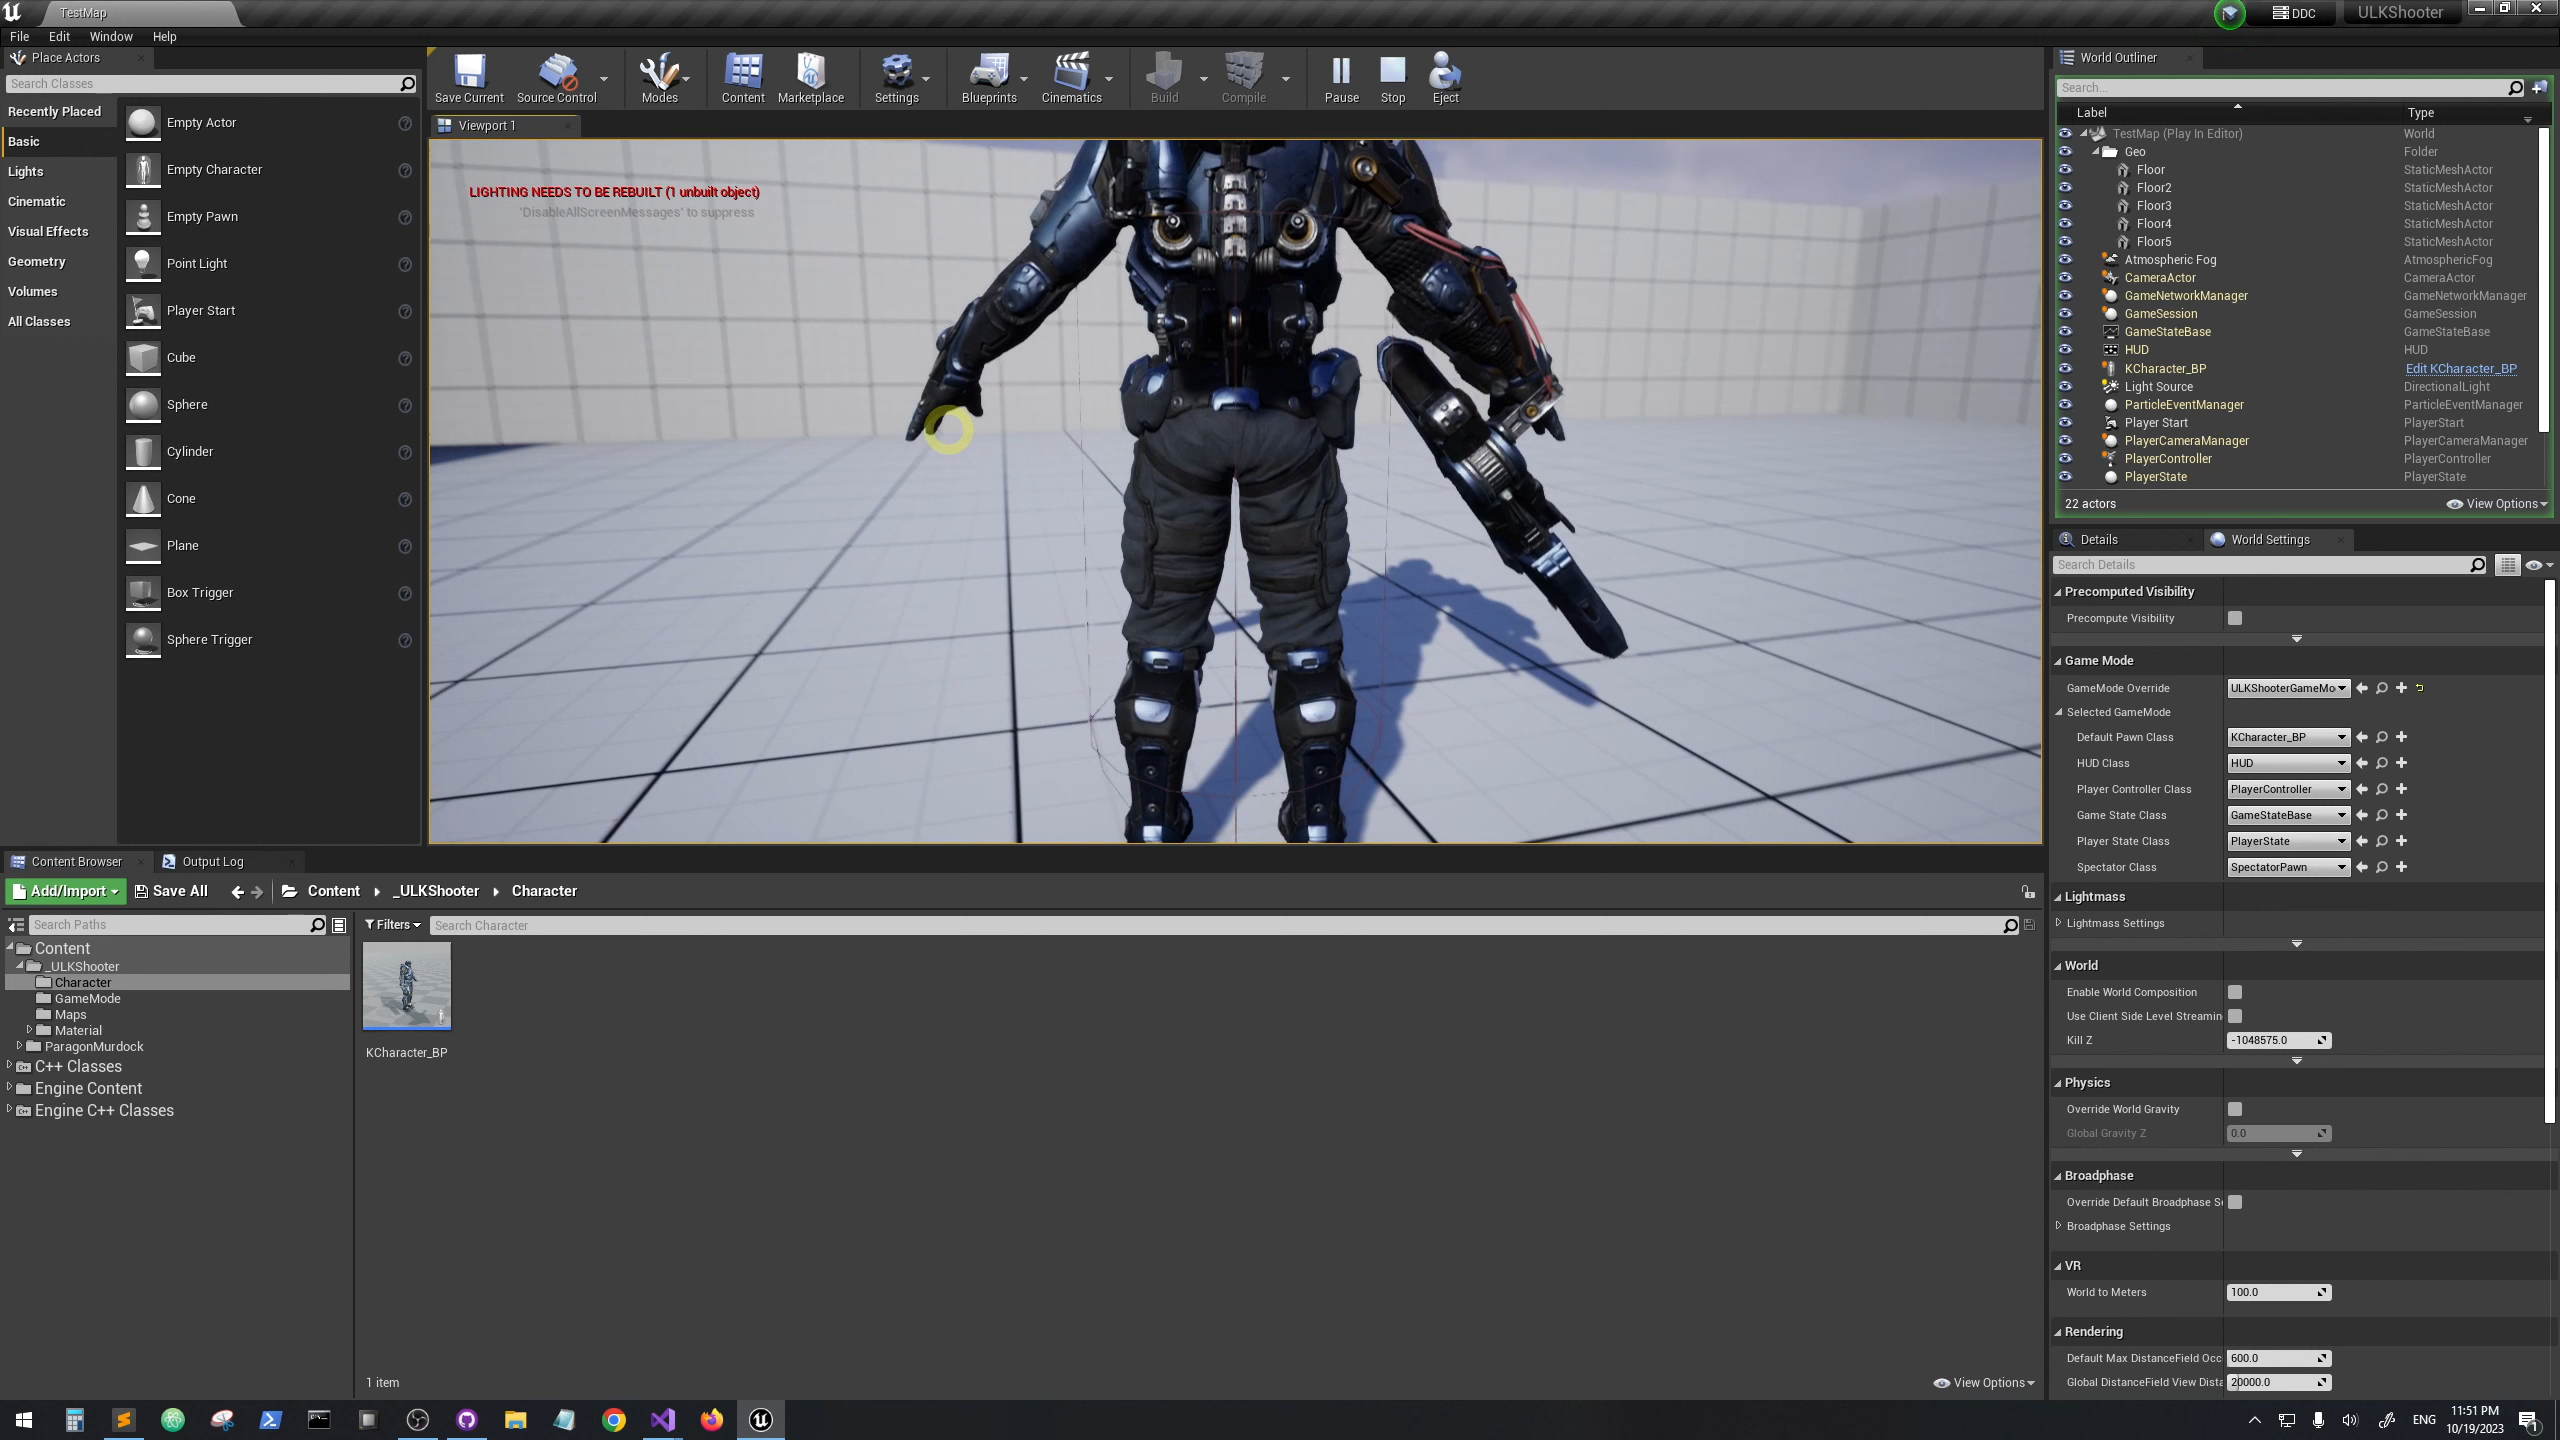 TestMap
DDC
ULKShooter
File
Edit
Window
Help
Place Actors
Search Classes
Recently Placed
Basic
Lights
Cinematic
Visual Effects
Geometry
Volumes
All Classes
Empty Actor
Empty Character
Empty Pawn
Point Light
Player Start
Cube
Sphere
Cylinder
Cone
Plane
Box Trigger
Sphere Trigger
Save Current
Source Control
Modes
Content
Marketplace
Settings
Blueprints
Cinematics
Build
Compile
Pause
Stop
Eject
Viewport 1
LIGHTING NEEDS TO BE REBUILT (1 unbuilt object)
'DisableAllScreenMessages' to suppress
World Outliner
Search...
Label Type
TestMap (Play In Editor) World
Geo Folder
Floor StaticMeshActor
Floor2 StaticMeshActor
Floor3 StaticMeshActor
Floor4 StaticMeshActor
Floor5 StaticMeshActor
Atmospheric Fog AtmosphericFog
CameraActor CameraActor
GameNetworkManager GameNetworkManager
GameSession GameSession
GameStateBase GameStateBase
HUD HUD
KCharacter_BP Edit KCharacter_BP
Light Source DirectionalLight
ParticleEventManager ParticleEventManager
Player Start PlayerStart
PlayerCameraManager PlayerCameraManager
PlayerController PlayerController
PlayerState PlayerState
22 actors
View Options
Details
World Settings
Search Details
Precomputed Visibility
Precompute Visibility
Game Mode
GameMode Override ULKShooterGameMo
Selected GameMode
Default Pawn Class KCharacter_BP
HUD Class HUD
Player Controller Class PlayerController
Game State Class GameStateBase
Player State Class PlayerState
Spectator Class SpectatorPawn
Lightmass
Lightmass Settings
World
Enable World Composition
Use Client Side Level Streamin
Kill Z -1048575.0
Physics
Override World Gravity
Global Gravity Z 0.0
Broadphase
Override Default Broadphase Se
Broadphase Settings
VR
World to Meters 100.0
Rendering
Default Max DistanceField Occ 600.0
Global DistanceField View Dista 20000.0
Content Browser
Output Log
Add/Import
Save All
Content
_ULKShooter
Character
Search Paths
Content
_ULKShooter
Character
GameMode
Maps
Material
ParagonMurdock
C++ Classes
Engine Content
Engine C++ Classes
Filters
Search Character
KCharacter_BP
1 item
View Options
ENG
11:51 PM
10/19/2023
1